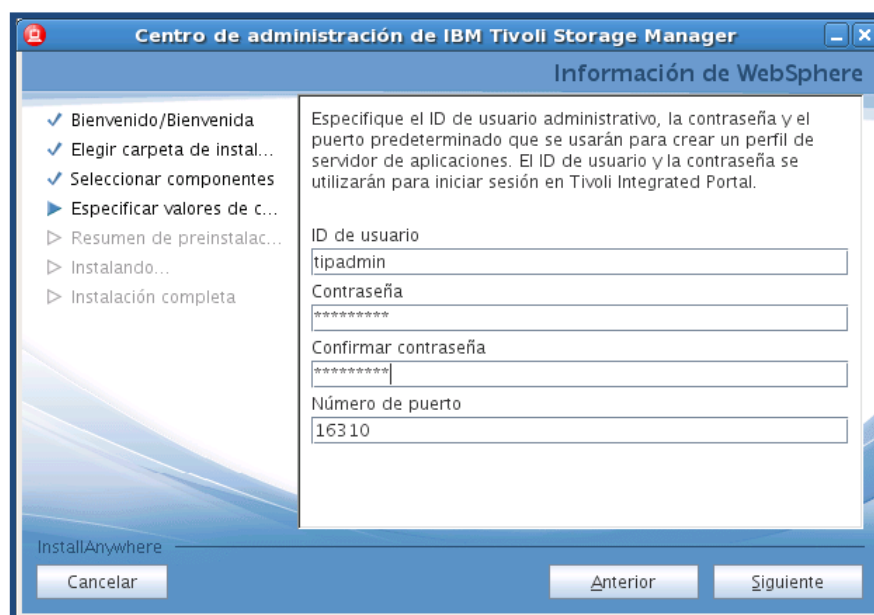 Centro de administración de IBM Tivoli Storage Manager
Información de WebSphere
Bienvenido/Bienvenida
Elegir carpeta de instal...
Seleccionar componentes
Especificar valores de c...
Resumen de preinstalac...
Instalando...
Instalación completa
Especifique el ID de usuario administrativo, la contraseña y el
puerto predeterminado que se usarán para crear un perfil de
servidor de aplicaciones. El ID de usuario y la contraseña se
utilizarán para iniciar sesión en Tivoli Integrated Portal.
ID de usuario
tipadmin
Contraseña
*********
Confirmar contraseña
*********
Número de puerto
16310
InstallAnywhere
Cancelar
Anterior
Siguiente